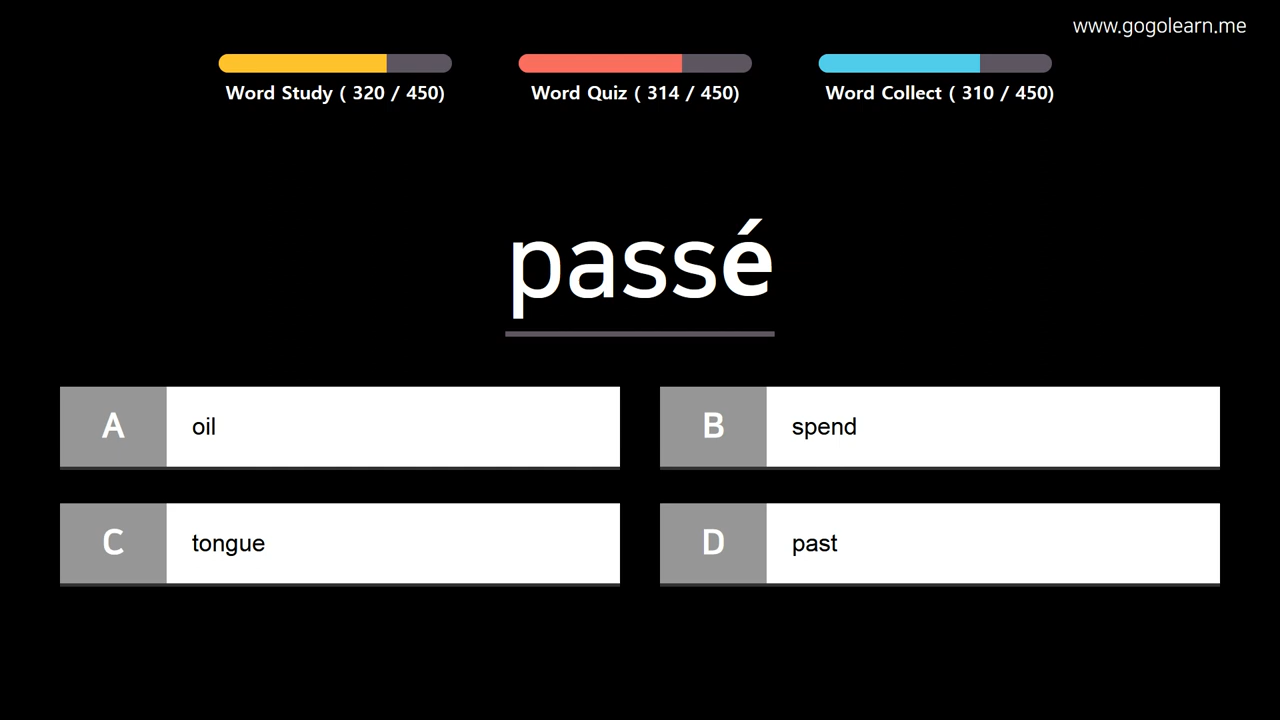 www.gogolearn.me
Word Study ( 320 / 450)
Word Quiz ( 314 / 450)
Word Collect ( 310 / 450)
passé
A oil
B spend
C tongue
D past